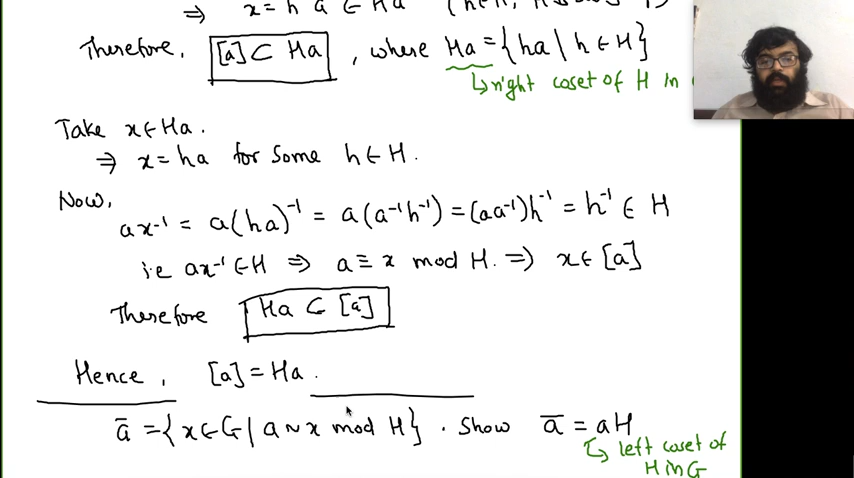 ⇒ x = h a ∈ Ha
Therefore, [a] ⊂ Ha , where Ha = {ha | h ∈ H}
↳ right coset of H in
Take x ∈ Ha.
⇒ x = ha for some h ∈ H.
Now,
ax⁻¹ = a(ha)⁻¹ = a(a⁻¹h⁻¹) = (aa⁻¹)h⁻¹ = h⁻¹ ∈ H
i.e ax⁻¹ ∈ H ⇒ a ≡ x mod H. ⇒ x ∈ [a]
Therefore Ha ⊂ [a]
Hence, [a] = Ha.
ā = {x ∈ G | a ~ x mod H}. Show ā = aH
↳ left coset of
H in G